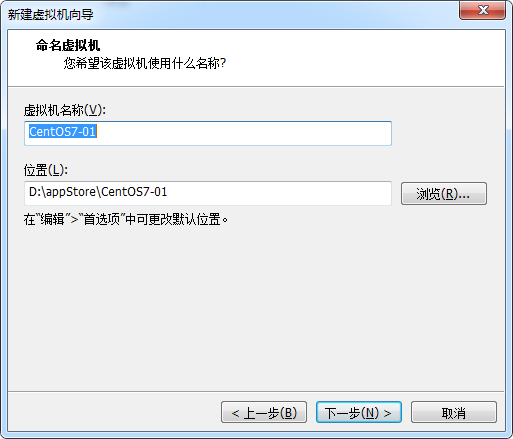 新建虚拟机向导
命名虚拟机
您希望该虚拟机使用什么名称?
虚拟机名称(V):
CentOS7-01
位置(L):
D:\appStore\CentOS7-01
浏览(R)...
在“编辑”>“首选项”中可更改默认位置。
< 上一步(B) 下一步(N) > 取消